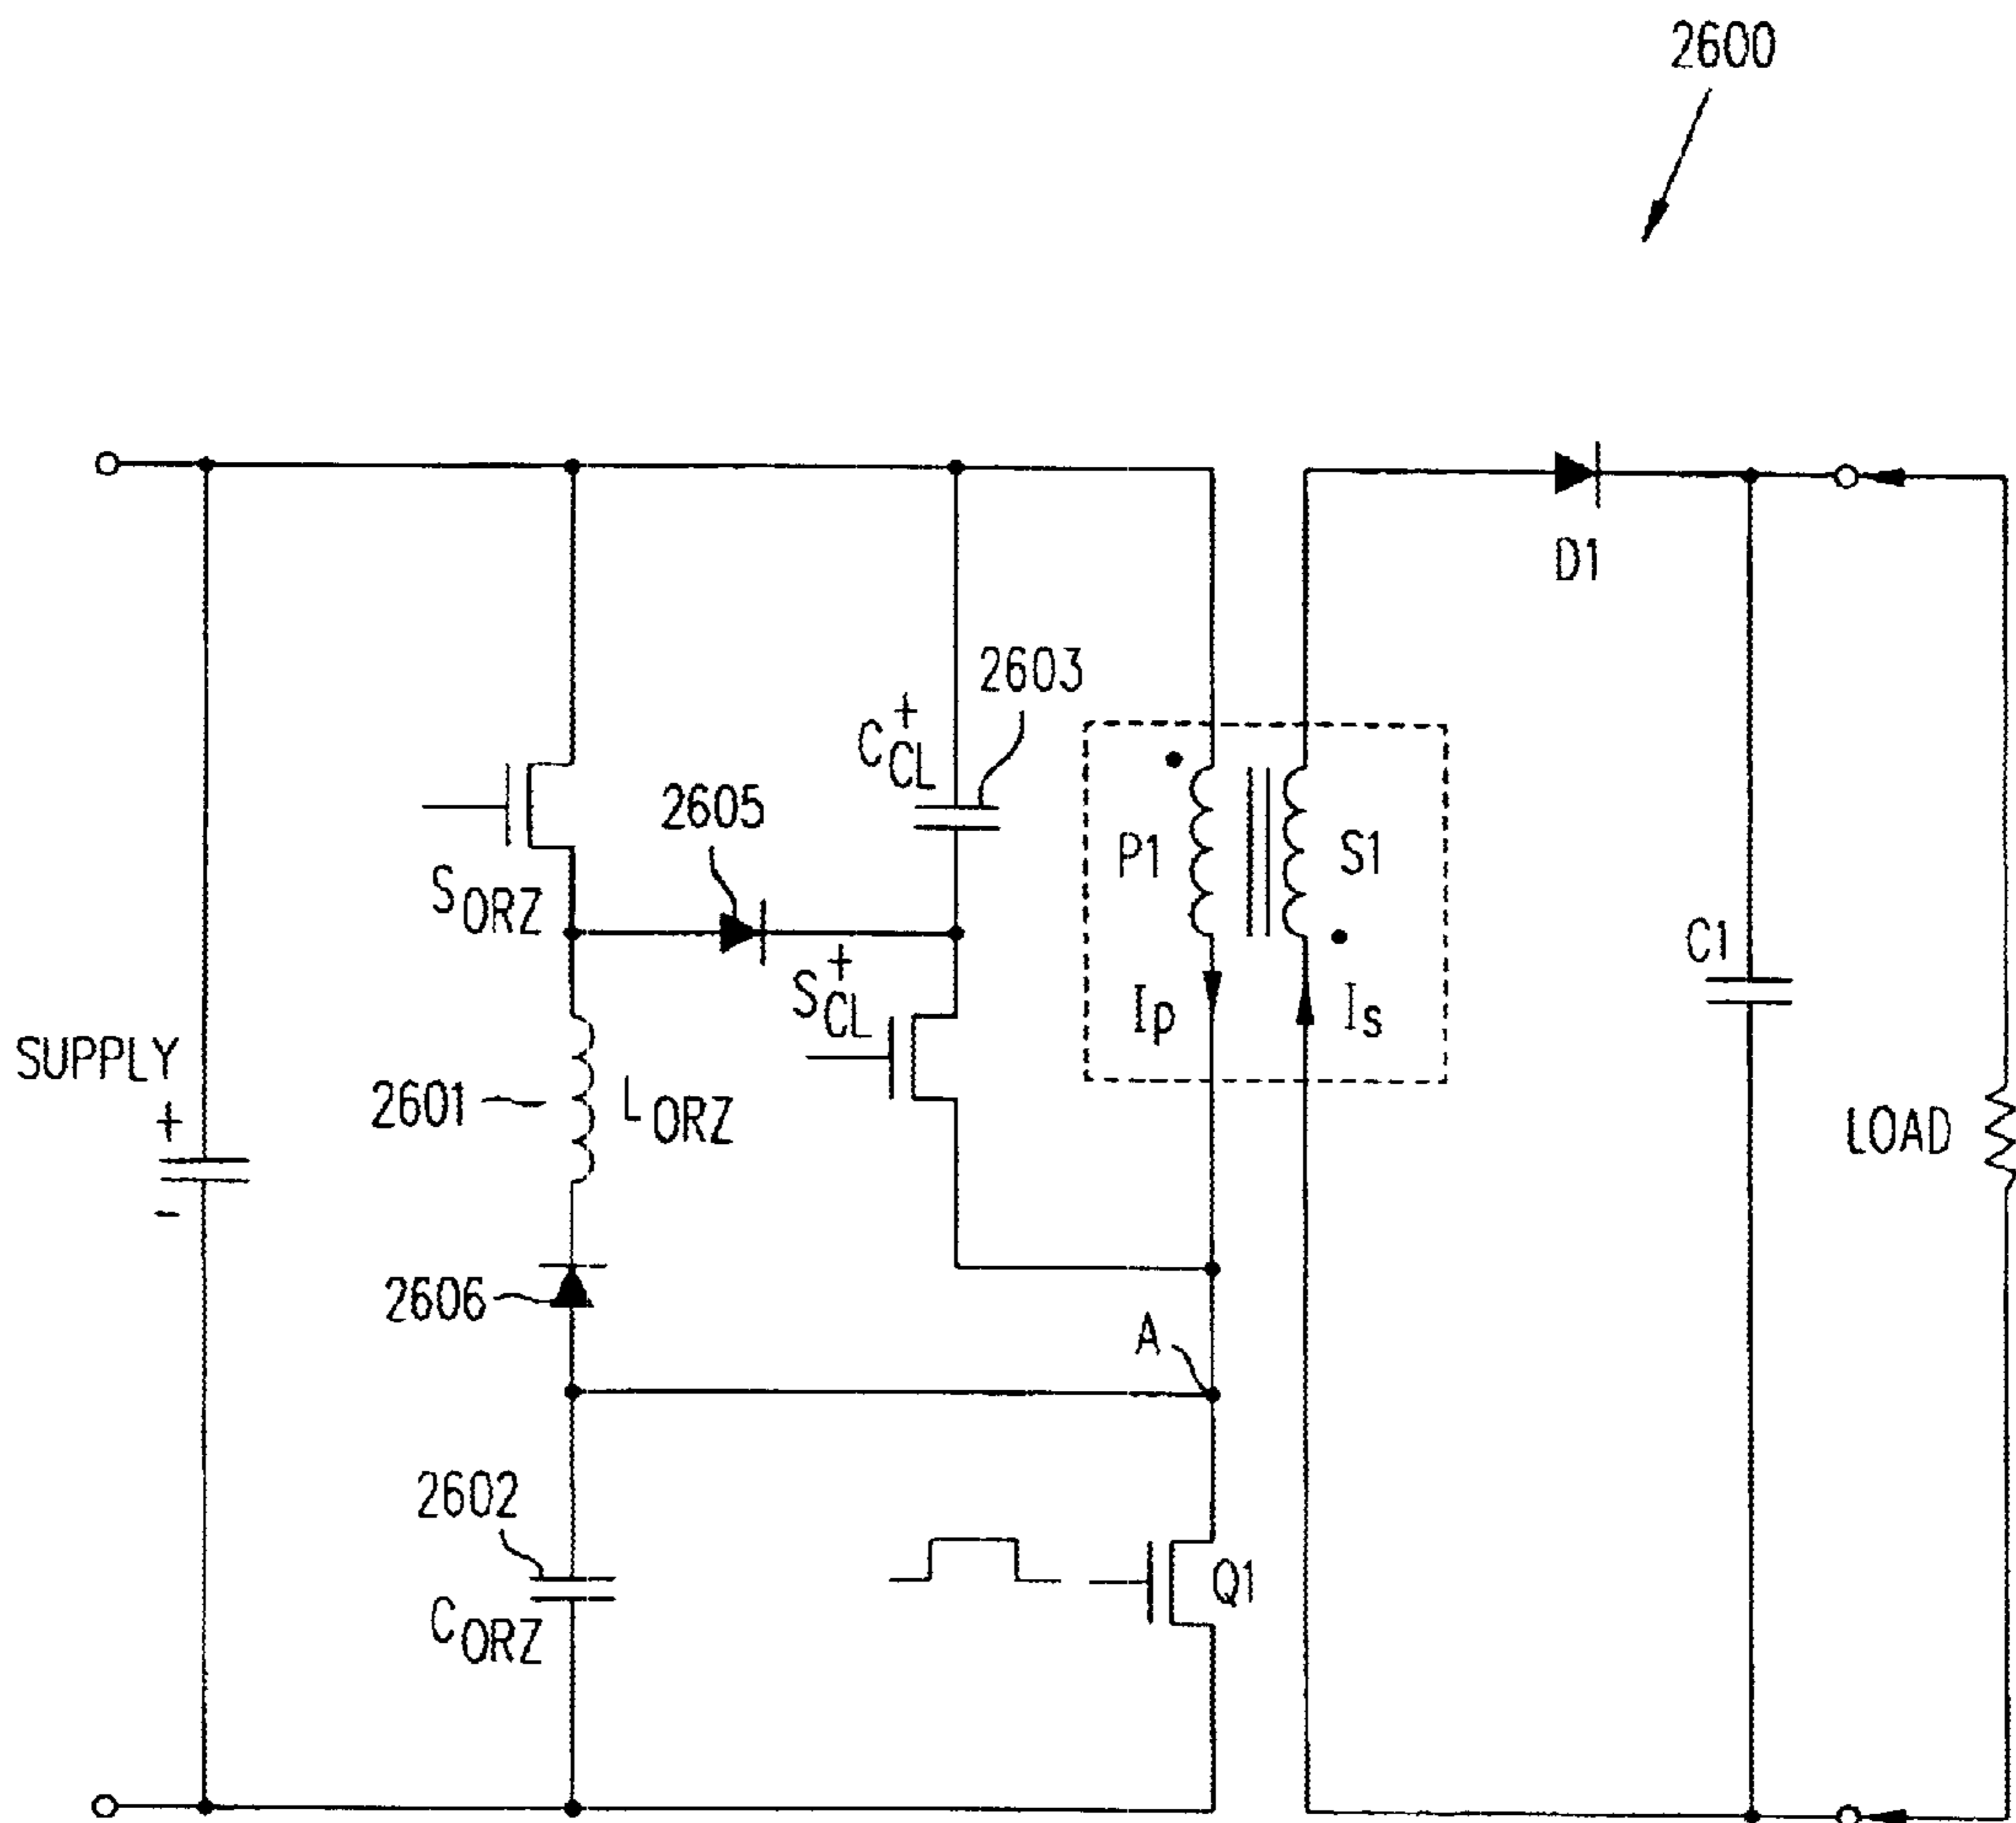 2600
2603
C+CL
2605
SORZ
P1
S1
D1
C1
S+CL
Ip
Is
SUPPLY
+
-
2601
LORZ
LOAD
2606
A
2602
CORZ
Q1